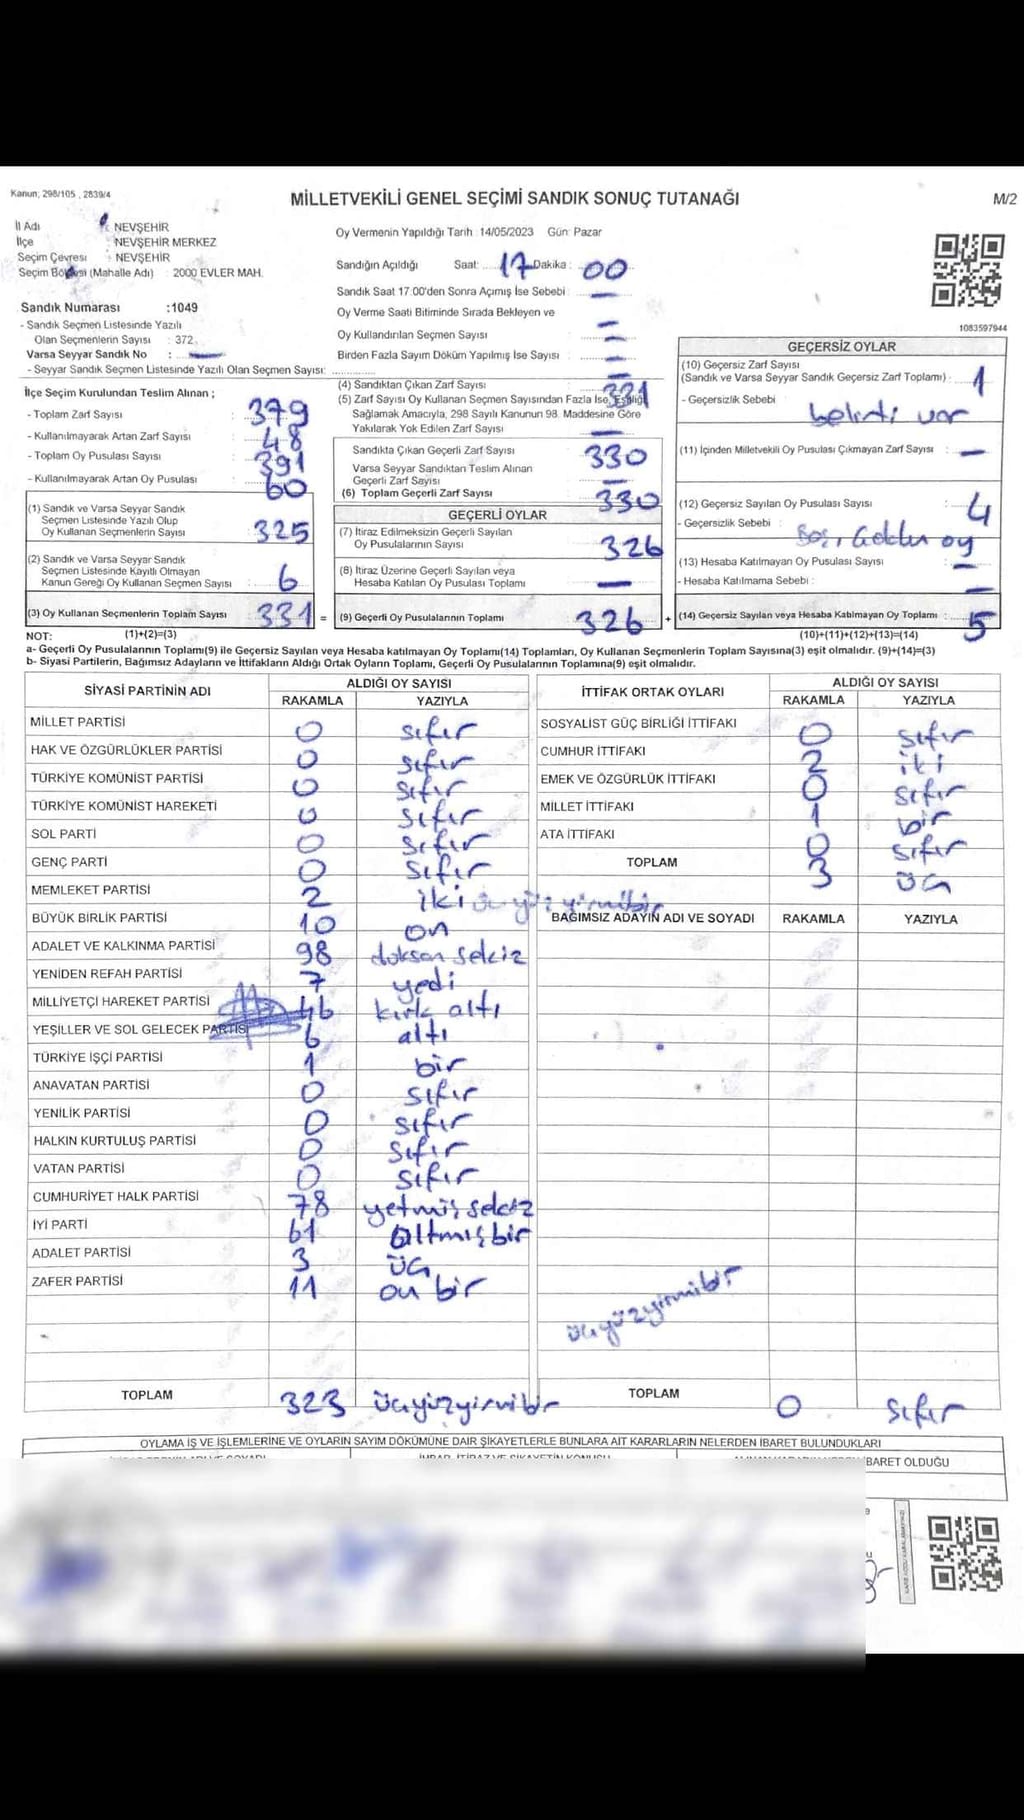 Kanun; 298/105 , 2839/4
MİLLETVEKİLİ GENEL SEÇİMİ SANDIK SONUÇ TUTANAĞI
M/2
İl Adı : NEVŞEHİR
İlçe : NEVŞEHİR MERKEZ
Seçim Çevresi : NEVŞEHİR
Seçim Bölgesi (Mahalle Adı) : 2000 EVLER MAH.
Sandık Numarası :1049
- Sandık Seçmen Listesinde Yazılı
Olan Seçmenlerin Sayısı : 372
Varsa Seyyar Sandık No : —
- Seyyar Sandık Seçmen Listesinde Yazılı Olan Seçmen Sayısı:
Oy Vermenin Yapıldığı Tarih :14/05/2023 Gün: Pazar
Sandığın Açıldığı Saat: 17 Dakika : 00
Sandık Saat 17.00'den Sonra Açımış İse Sebebi : —
Oy Verme Saati Bitiminde Sırada Bekleyen ve
Oy Kullandırılan Seçmen Sayısı : —
Birden Fazla Sayım Döküm Yapılmış İse Sayısı : —
1083597944
İlçe Seçim Kurulundan Teslim Alınan ;
- Toplam Zarf Sayısı : 379
- Kullanılmayarak Artan Zarf Sayısı : 48
- Toplam Oy Pusulası Sayısı : 391
- Kullanılmayarak Artan Oy Pusulası : 60
(1) Sandık ve Varsa Seyyar Sandık
Seçmen Listesinde Yazılı Olup
Oy Kullanan Seçmenlerin Sayısı : 325
(2) Sandık ve Varsa Seyyar Sandık
Seçmen Listesinde Kayıtlı Olmayan
Kanun Gereği Oy Kullanan Seçmen Sayısı : 6
(3) Oy Kullanan Seçmenlerin Toplam Sayısı : 331 =
(4) Sandıktan Çıkan Zarf Sayısı : 331
(5) Zarf Sayısı Oy Kullanan Seçmen Sayısından Fazla İse, Eşitliği
Sağlamak Amacıyla, 298 Sayılı Kanunun 98. Maddesine Göre
Yakılarak Yok Edilen Zarf Sayısı : —
Sandıkta Çıkan Geçerli Zarf Sayısı : 330
Varsa Seyyar Sandıktan Teslim Alınan
Geçerli Zarf Sayısı : —
(6) Toplam Geçerli Zarf Sayısı : 330
GEÇERLİ OYLAR
(7) İtiraz Edilmeksizin Geçerli Sayılan
Oy Pusulalarının Sayısı : 326
(8) İtiraz Üzerine Geçerli Sayılan veya
Hesaba Katılan Oy Pusulası Toplamı : —
(9) Geçerli Oy Pusulalarının Toplamı : 326 +
GEÇERSİZ OYLAR
(10) Geçersiz Zarf Sayısı
(Sandık ve Varsa Seyyar Sandık Geçersiz Zarf Toplamı) : 1
- Geçersizlik Sebebi : belirti var
(11) İçinden Milletvekili Oy Pusulası Çıkmayan Zarf Sayısı : —
(12) Geçersiz Sayılan Oy Pusulası Sayısı : 4
- Geçersizlik Sebebi : oy
(13) Hesaba Katılmayan Oy Pusulası Sayısı : —
- Hesaba Katılmama Sebebi : —
(14) Geçersiz Sayılan veya Hesaba Katılmayan Oy Toplamı : 5
NOT: (1)+(2)=(3) (10)+(11)+(12)+(13)=(14)
a- Geçerli Oy Pusulalarının Toplamı(9) ile Geçersiz Sayılan veya Hesaba katılmayan Oy Toplamı(14) Toplamları, Oy Kullanan Seçmenlerin Toplam Sayısına(3) eşit olmalıdır. (9)+(14)=(3)
b- Siyasi Partilerin, Bağımsız Adayların ve İttifakların Aldığı Ortak Oyların Toplamı, Geçerli Oy Pusulalarının Toplamına(9) eşit olmalıdır.
SİYASİ PARTİNİN ADI ALDIĞI OY SAYISI
RAKAMLA YAZIYLA
MİLLET PARTİSİ 0 sıfır
HAK VE ÖZGÜRLÜKLER PARTİSİ 0 sıfır
TÜRKİYE KOMÜNİST PARTİSİ 0 sıfır
TÜRKİYE KOMÜNİST HAREKETİ 0 sıfır
SOL PARTİ 0 sıfır
GENÇ PARTİ 0 sıfır
MEMLEKET PARTİSİ 2 iki üçyüzyirmibir
BÜYÜK BİRLİK PARTİSİ 10 on
ADALET VE KALKINMA PARTİSİ 98 doksan sekiz
YENİDEN REFAH PARTİSİ 7 yedi
MİLLİYETÇİ HAREKET PARTİSİ 46 kırk altı
YEŞİLLER VE SOL GELECEK PARTİSİ 6 altı
TÜRKİYE İŞÇİ PARTİSİ 1 bir
ANAVATAN PARTİSİ 0 sıfır
YENİLİK PARTİSİ 0 sıfır
HALKIN KURTULUŞ PARTİSİ 0 sıfır
VATAN PARTİSİ 0 sıfır
CUMHURİYET HALK PARTİSİ 78 yetmiş sekiz
İYİ PARTİ 61 altmış bir
ADALET PARTİSİ 3 üç
ZAFER PARTİSİ 11 on bir
TOPLAM 323 üçyüzyirmibir
İTTİFAK ORTAK OYLARI ALDIĞI OY SAYISI
RAKAMLA YAZIYLA
SOSYALİST GÜÇ BİRLİĞİ İTTİFAKI 0 sıfır
CUMHUR İTTİFAKI 2 iki
EMEK VE ÖZGÜRLÜK İTTİFAKI 0 sıfır
MİLLET İTTİFAKI 1 bir
ATA İTTİFAKI 0 sıfır
TOPLAM 3 üç
BAĞIMSIZ ADAYIN ADI VE SOYADI RAKAMLA YAZIYLA
üçyüzyirmibir
TOPLAM 0 sıfır
OYLAMA İŞ VE İŞLEMLERİNE VE OYLARIN SAYIM DÖKÜMÜNE DAİR ŞİKAYETLERLE BUNLARA AİT KARARLARIN NELERDEN İBARET BULUNDUKLARI
İBARET OLDUĞU